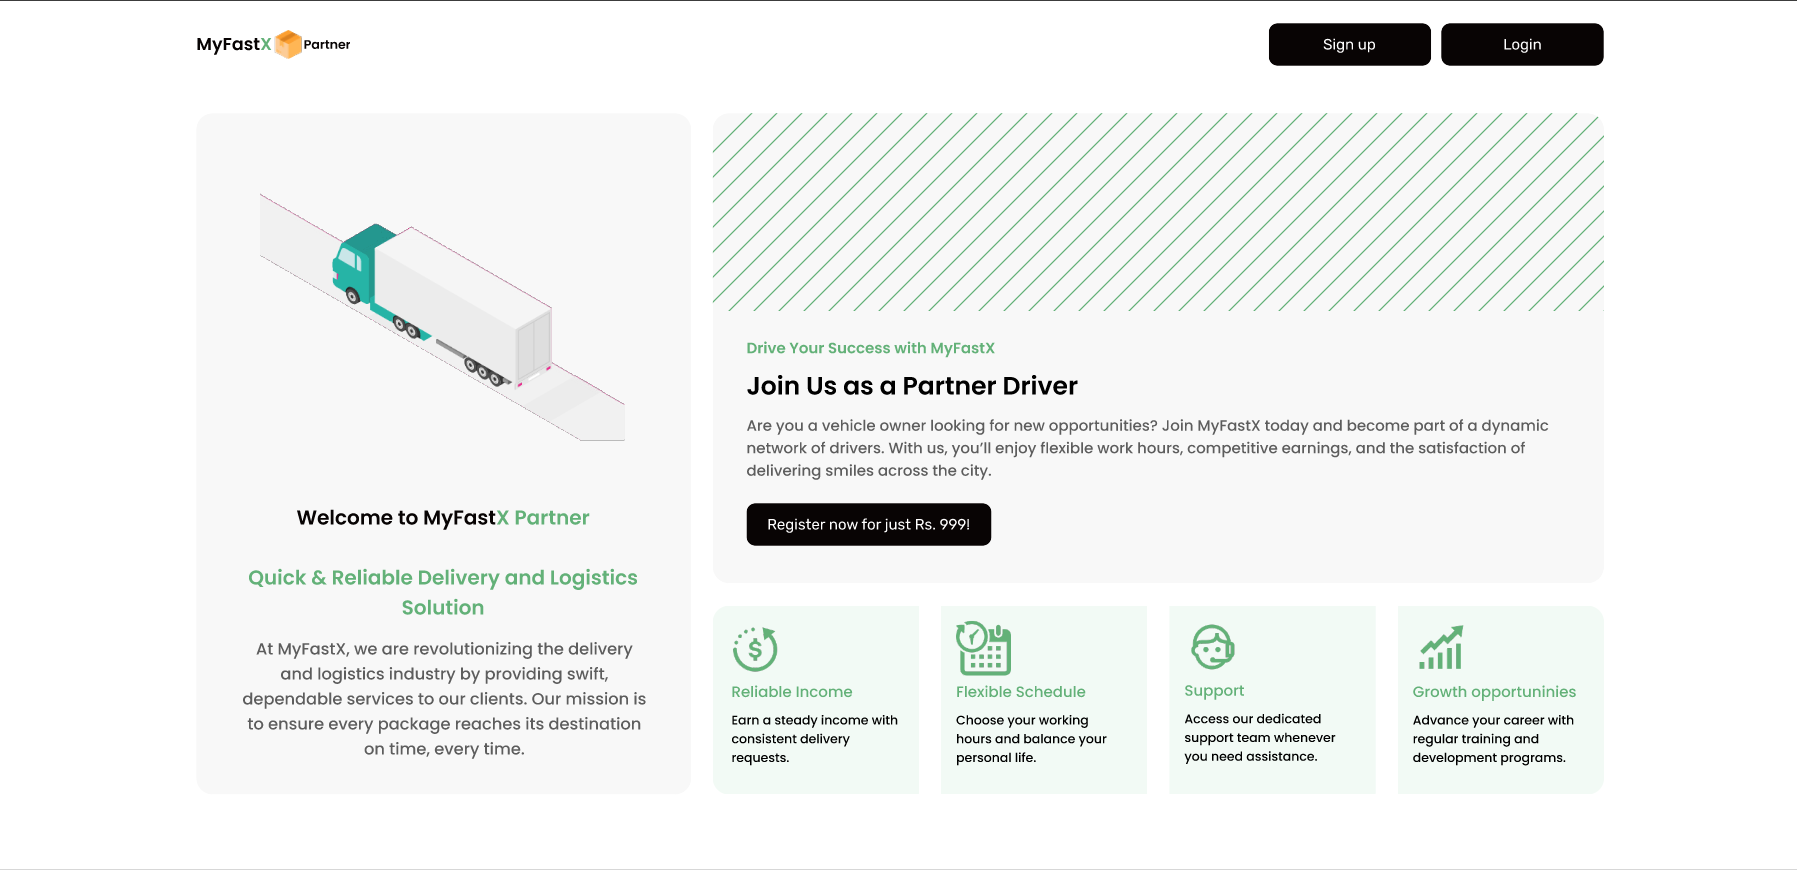 MyFastX Partner
Sign up
Login
Welcome to MyFastX Partner
Quick & Reliable Delivery and Logistics
Solution
At MyFastX, we are revolutionizing the delivery
and logistics industry by providing swift,
dependable services to our clients. Our mission is
to ensure every package reaches its destination
on time, every time.
Drive Your Success with MyFastX
Join Us as a Partner Driver
Are you a vehicle owner looking for new opportunities? Join MyFastX today and become part of a dynamic
network of drivers. With us, you’ll enjoy flexible work hours, competitive earnings, and the satisfaction of
delivering smiles across the city.
Register now for just Rs. 999!
Reliable Income
Earn a steady income with
consistent delivery
requests.
Flexible Schedule
Choose your working
hours and balance your
personal life.
Support
Access our dedicated
support team whenever
you need assistance.
Growth opportuninies
Advance your career with
regular training and
development programs.